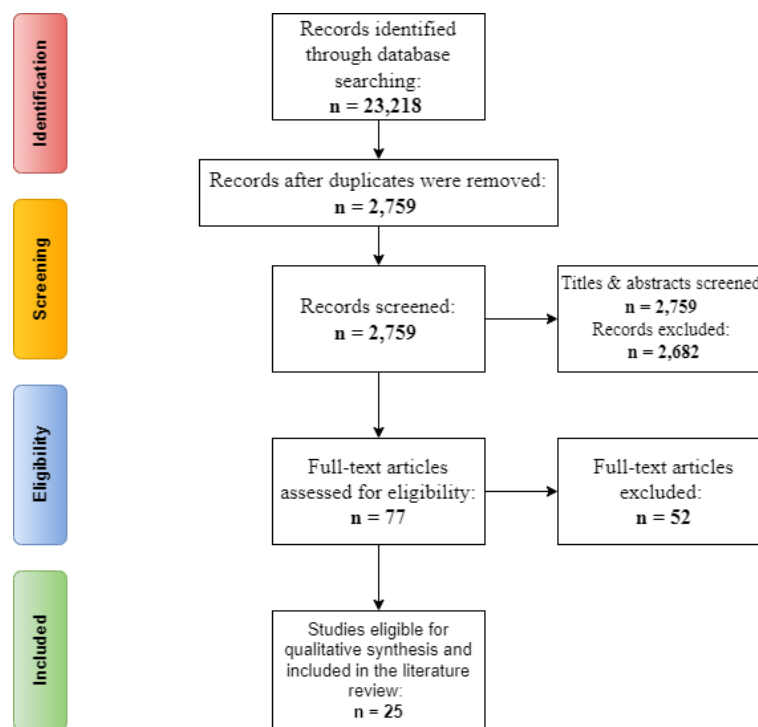 Identification
Records identified
through database
searching:
n = 23,218
Records after duplicates were removed:
n = 2,759
Screening
Records screened:
n = 2,759
Titles & abstracts screened
n = 2,759
Records excluded:
n = 2,682
Eligibility
Full-text articles
assessed for eligibility:
n = 77
Full-text articles
excluded:
n = 52
Included
Studies eligible for
qualitative synthesis and
included in the literature
review:
n = 25